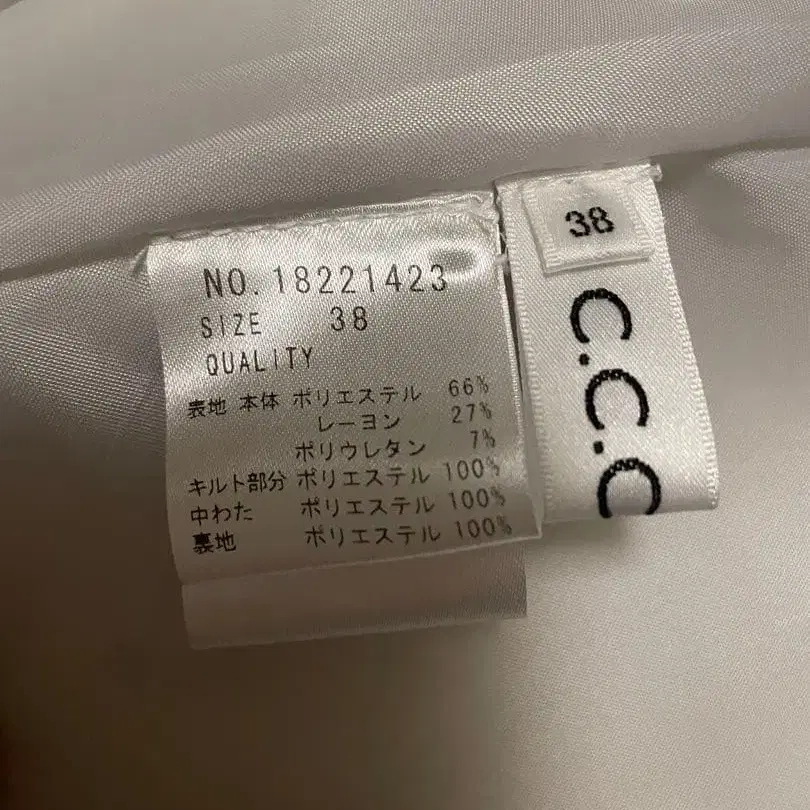 NO. 18221423
SIZE 38
QUALITY
表地 本体 ポリエステル 66%
レーヨン 27%
ポリウレタン 7%
キルト部分 ポリエステル 100%
中わた ポリエステル 100%
裏地 ポリエステル 100%
38
C.C.C